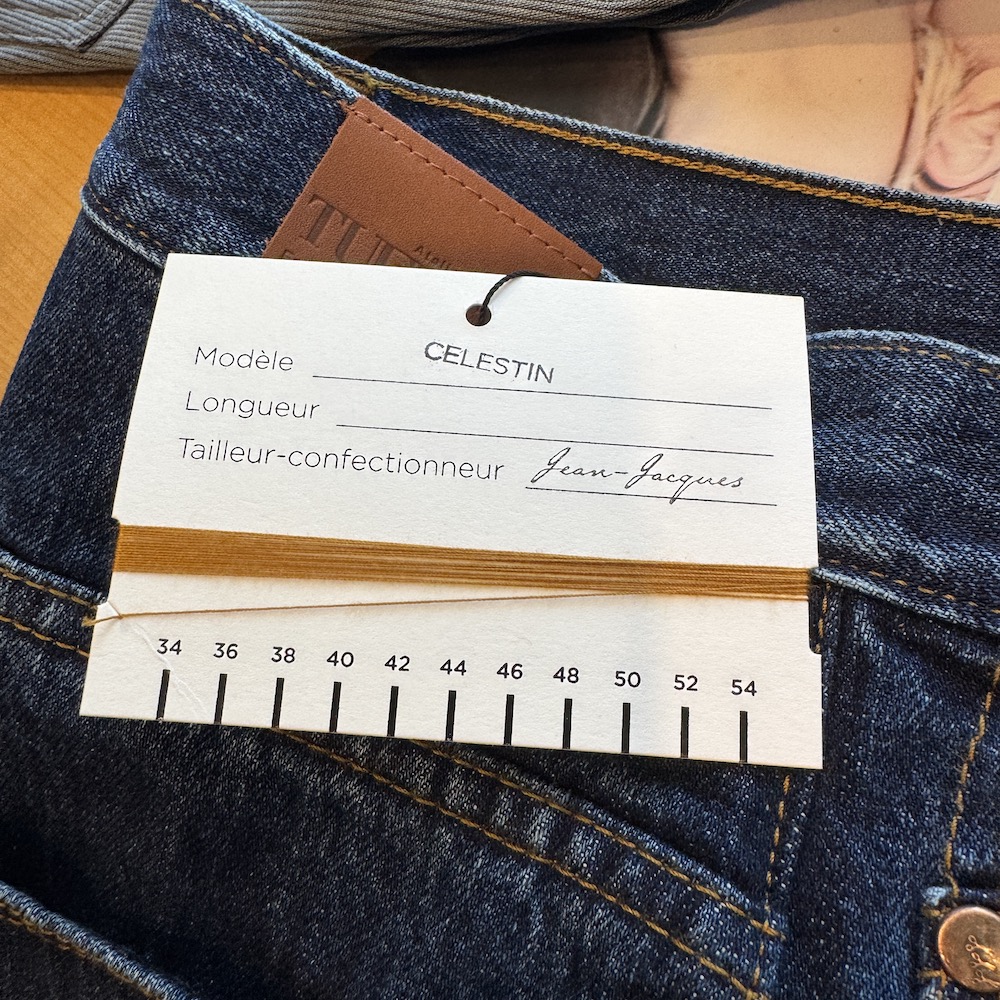 Modèle CELESTIN
Longueur
Tailleur-confectionneur Jean-Jacques
34 36 38 40 42 44 46 48 50 52 54